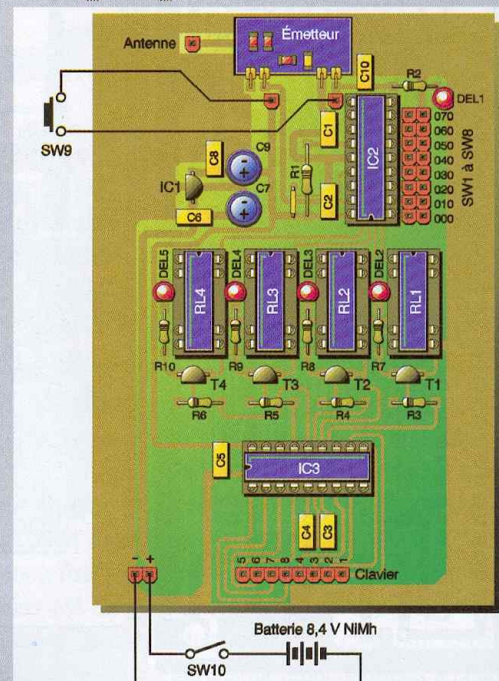 Antenne
Émetteur
C10
R2
DEL1
SW9
C1
IC2
070
060
050
040
030
020
010
000
SW1 à SW8
C8
C9
R1
IC1
C7
C2
C6
DEL5
DEL4
DEL3
DEL2
RL4
RL3
RL2
RL1
R10
R9
R8
R7
T4
T3
T2
T1
R6
R5
R4
R3
C5
IC3
C4
C3
- +
5 6 7 8 4 3 2 1
Clavier
Batterie 8,4 V NiMh
SW10